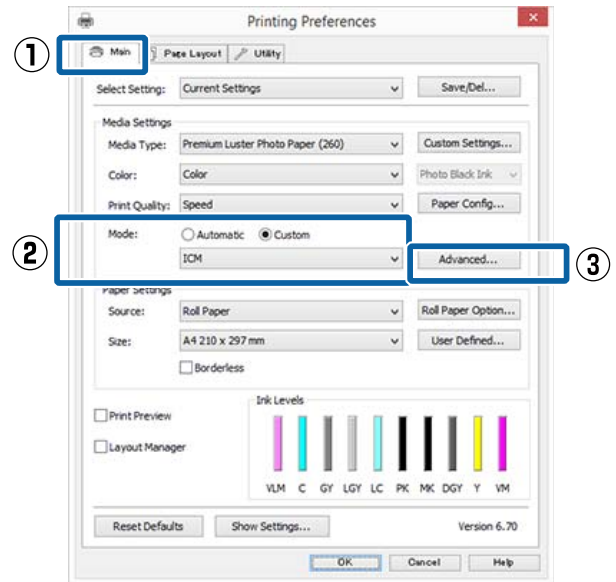 Printing Preferences
①
Main Page Layout Utility
Select Setting: Current Settings Save/Del...
Media Settings
Media Type: Premium Luster Photo Paper (260) Custom Settings...
Color: Color Photo Black Ink
Print Quality: Speed Paper Config...
②
Mode: Automatic Custom
ICM Advanced...
③
Paper Settings
Source: Roll Paper Roll Paper Option...
Size: A4 210 x 297 mm User Defined...
Borderless
Ink Levels
Print Preview
Layout Manager
VLM C GY LGY LC PK MK DGY Y VM
Reset Defaults Show Settings... Version 6.70
OK Cancel Help